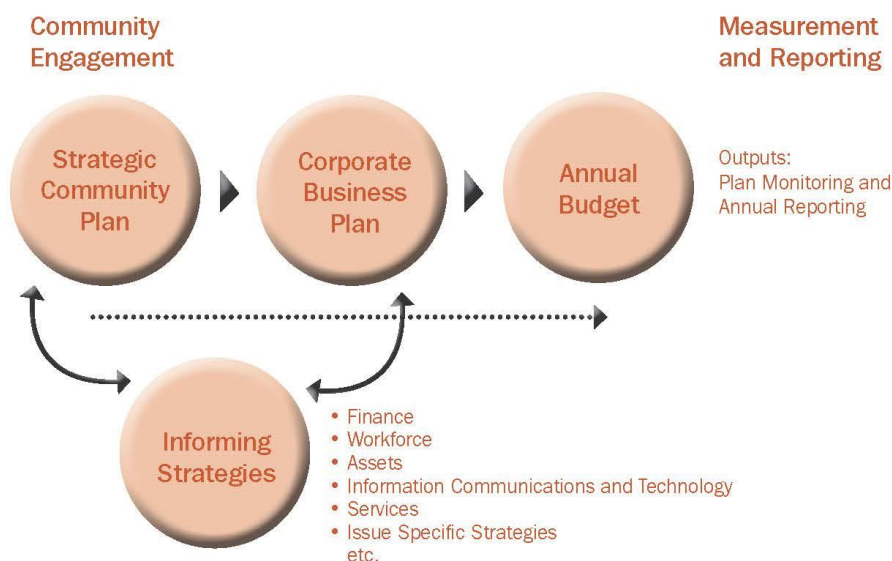 Community
Engagement
Measurement
and Reporting
Strategic
Community
Plan
Corporate
Business
Plan
Annual
Budget
Outputs:
Plan Monitoring and
Annual Reporting
Informing
Strategies
• Finance
• Workforce
• Assets
• Information Communications and Technology
• Services
• Issue Specific Strategies
etc.